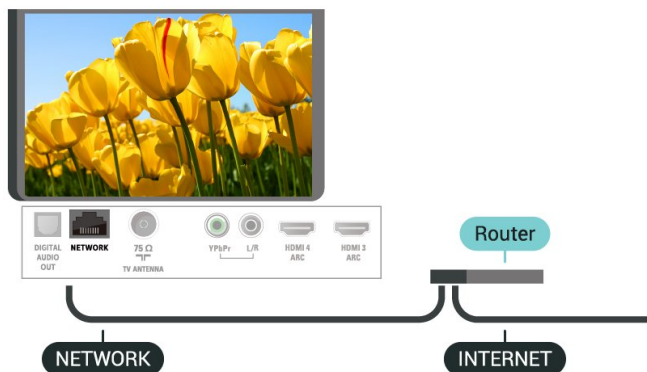 DIGITAL
AUDIO
OUT
NETWORK
75 Ω
TV ANTENNA
YPbPr
L/R
HDMI 4
ARC
HDMI 3
ARC
Router
NETWORK
INTERNET